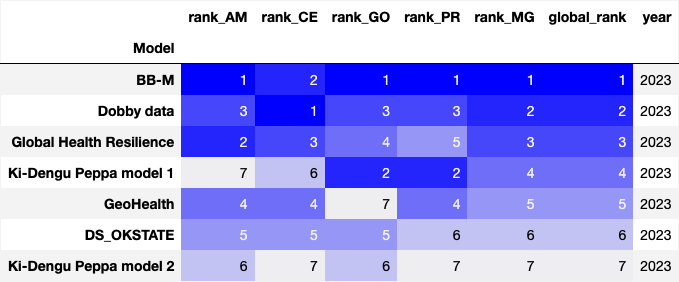 rank_AM rank_CE rank_GO rank_PR rank_MG global_rank year
Model
BB-M 1 2 1 1 1 1 2023
Dobby data 3 1 3 3 2 2 2023
Global Health Resilience 2 3 4 5 3 3 2023
Ki-Dengu Peppa model 1 7 6 2 2 4 4 2023
GeoHealth 4 4 7 4 5 5 2023
DS_OKSTATE 5 5 5 6 6 6 2023
Ki-Dengu Peppa model 2 6 7 6 7 7 7 2023